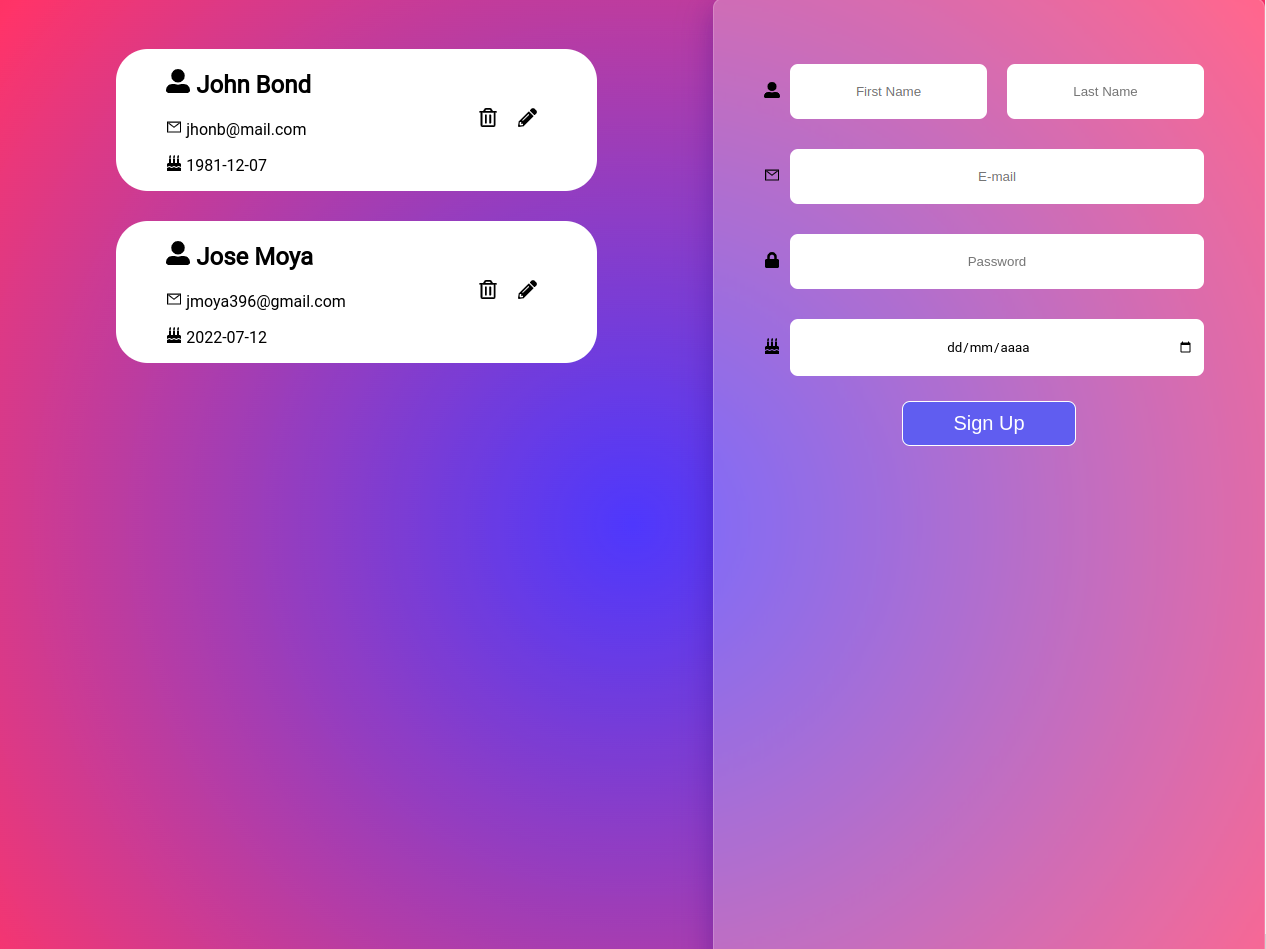 John Bond
jhonb@mail.com
1981-12-07
Jose Moya
jmoya396@gmail.com
2022-07-12
First Name Last Name
E-mail
Password
dd/mm/aaaa
Sign Up